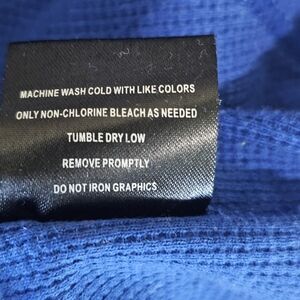 MACHINE WASH COLD WITH LIKE COLORS
ONLY NON-CHLORINE BLEACH AS NEEDED
TUMBLE DRY LOW
REMOVE PROMPTLY
DO NOT IRON GRAPHICS